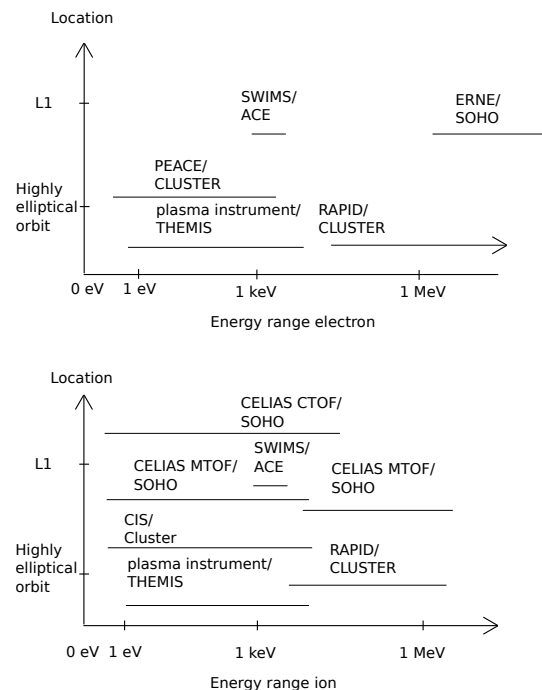 Location
L1
SWIMS/
ACE
ERNE/
SOHO
PEACE/
CLUSTER
Highly
elliptical
orbit
plasma instrument/
THEMIS
RAPID/
CLUSTER
0 eV
1 eV
1 keV
1 MeV
Energy range electron
Location
CELIAS CTOF/
SOHO
L1
SWIMS/
ACE
CELIAS MTOF/
SOHO
CELIAS MTOF/
SOHO
CIS/
Cluster
Highly
elliptical
orbit
plasma instrument/
THEMIS
RAPID/
CLUSTER
0 eV
1 eV
1 keV
1 MeV
Energy range ion